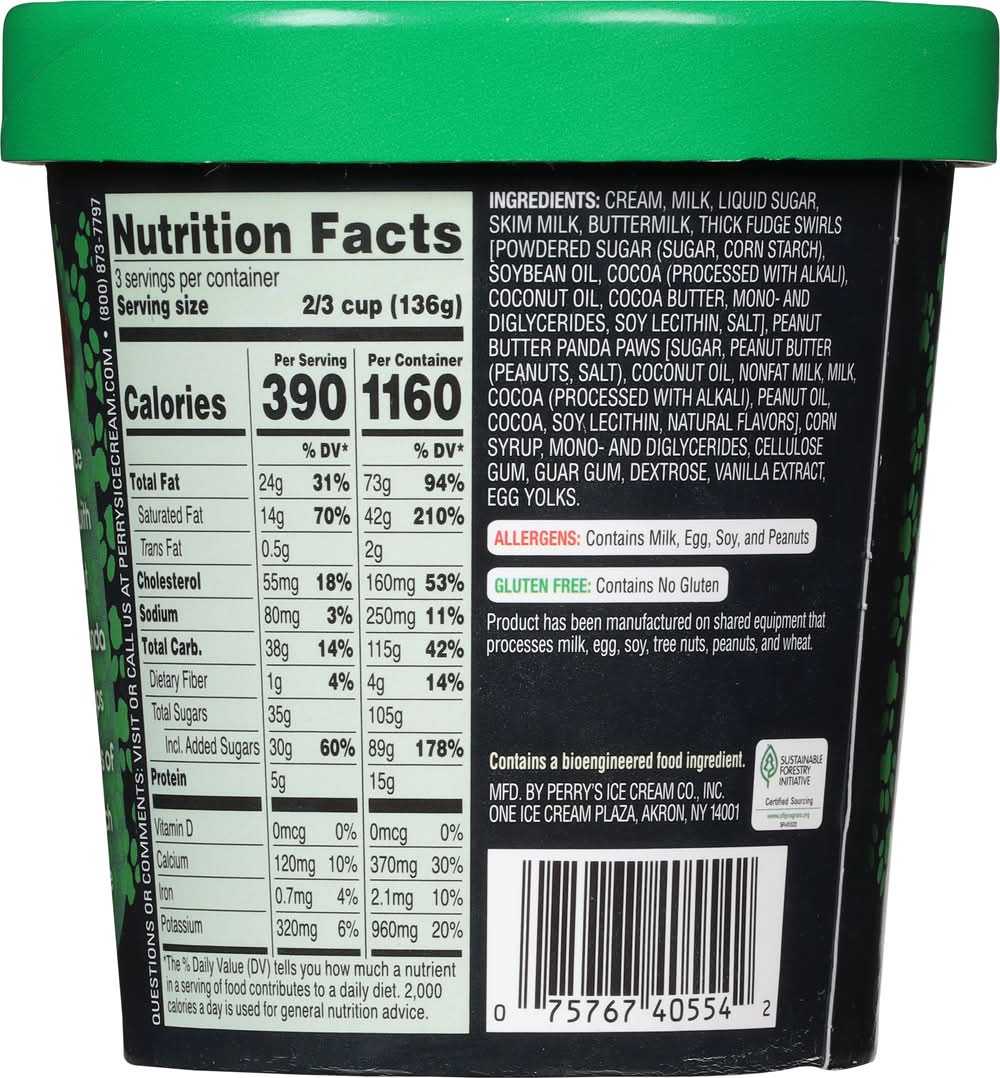 QUESTIONS OR COMMENTS: VISIT OR CALL US AT PERRYSICECREAM.COM • (800) 873-7797
Nutrition Facts
3 servings per container
Serving size 2/3 cup (136g)
Per Serving Per Container
Calories 390 1160
% DV* % DV*
Total Fat 24g 31% 73g 94%
Saturated Fat 14g 70% 42g 210%
Trans Fat 0.5g 2g
Cholesterol 55mg 18% 160mg 53%
Sodium 80mg 3% 250mg 11%
Total Carb. 38g 14% 115g 42%
Dietary Fiber 1g 4% 4g 14%
Total Sugars 35g 105g
Incl. Added Sugars 30g 60% 89g 178%
Protein 5g 15g
Vitamin D 0mcg 0% 0mcg 0%
Calcium 120mg 10% 370mg 30%
Iron 0.7mg 4% 2.1mg 10%
Potassium 320mg 6% 960mg 20%
*The % Daily Value (DV) tells you how much a nutrient
in a serving of food contributes to a daily diet. 2,000
calories a day is used for general nutrition advice.
INGREDIENTS: CREAM, MILK, LIQUID SUGAR,
SKIM MILK, BUTTERMILK, THICK FUDGE SWIRLS
[POWDERED SUGAR (SUGAR, CORN STARCH),
SOYBEAN OIL, COCOA (PROCESSED WITH ALKALI),
COCONUT OIL, COCOA BUTTER, MONO- AND
DIGLYCERIDES, SOY LECITHIN, SALT], PEANUT
BUTTER PANDA PAWS [SUGAR, PEANUT BUTTER
(PEANUTS, SALT), COCONUT OIL, NONFAT MILK, MILK,
COCOA (PROCESSED WITH ALKALI), PEANUT OIL,
COCOA, SOY LECITHIN, NATURAL FLAVORS], CORN
SYRUP, MONO- AND DIGLYCERIDES, CELLULOSE
GUM, GUAR GUM, DEXTROSE, VANILLA EXTRACT,
EGG YOLKS.
ALLERGENS: Contains Milk, Egg, Soy, and Peanuts
GLUTEN FREE: Contains No Gluten
Product has been manufactured on shared equipment that
processes milk, egg, soy, tree nuts, peanuts, and wheat.
Contains a bioengineered food ingredient.
MFD. BY PERRY'S ICE CREAM CO., INC.
ONE ICE CREAM PLAZA, AKRON, NY 14001
SUSTAINABLE
FORESTRY
INITIATIVE
Certified Sourcing
0 75767 40554 2